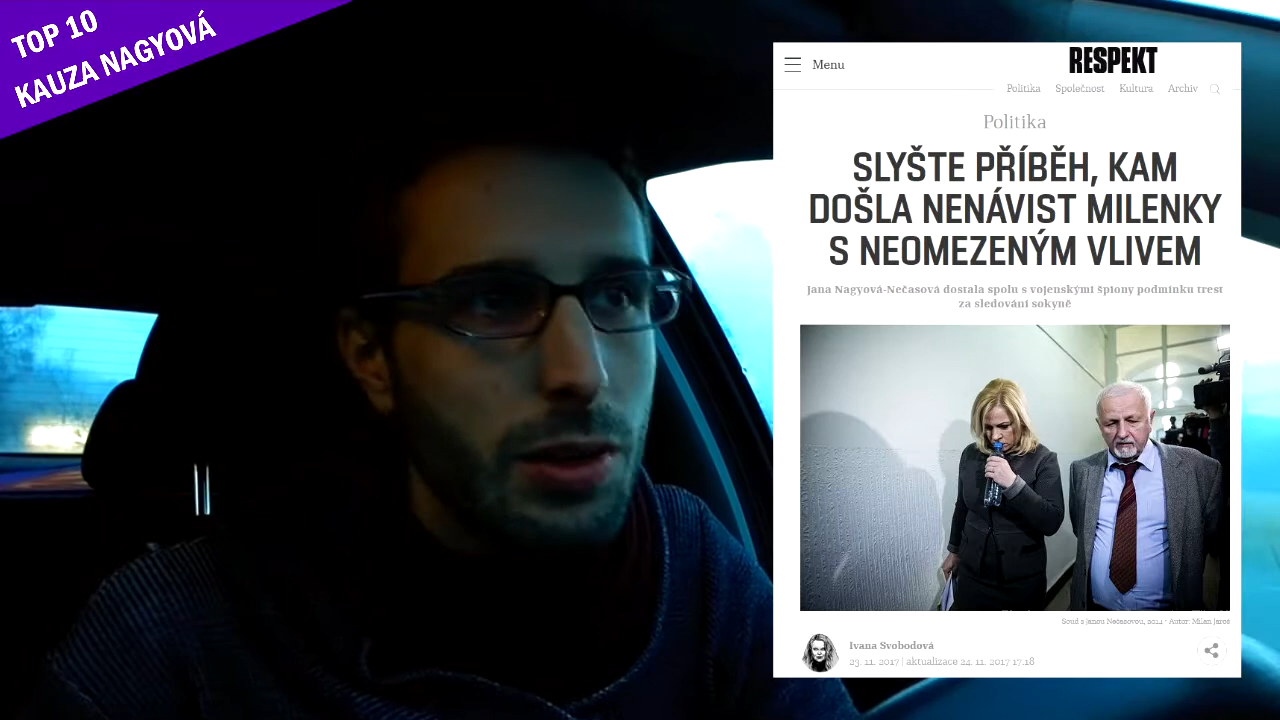 TOP 10
KAUZA NAGYOVÁ
Menu
RESPEKT
Politika Společnost Kultura Archiv
Politika
SLYŠTE PŘÍBĚH, KAM
DOŠLA NENÁVIST MILENKY
S NEOMEZENÝM VLIVEM
Jana Nagyová-Nečasová dostala spolu s vojenskými špiony podmínku trest
za sledování sokyně
Soud s Janou Nečasovou, 2014 • Autor: Milan Jaroš
Ivana Svobodová
23. 11. 2017 | aktualizace 24. 11. 2017 17.18